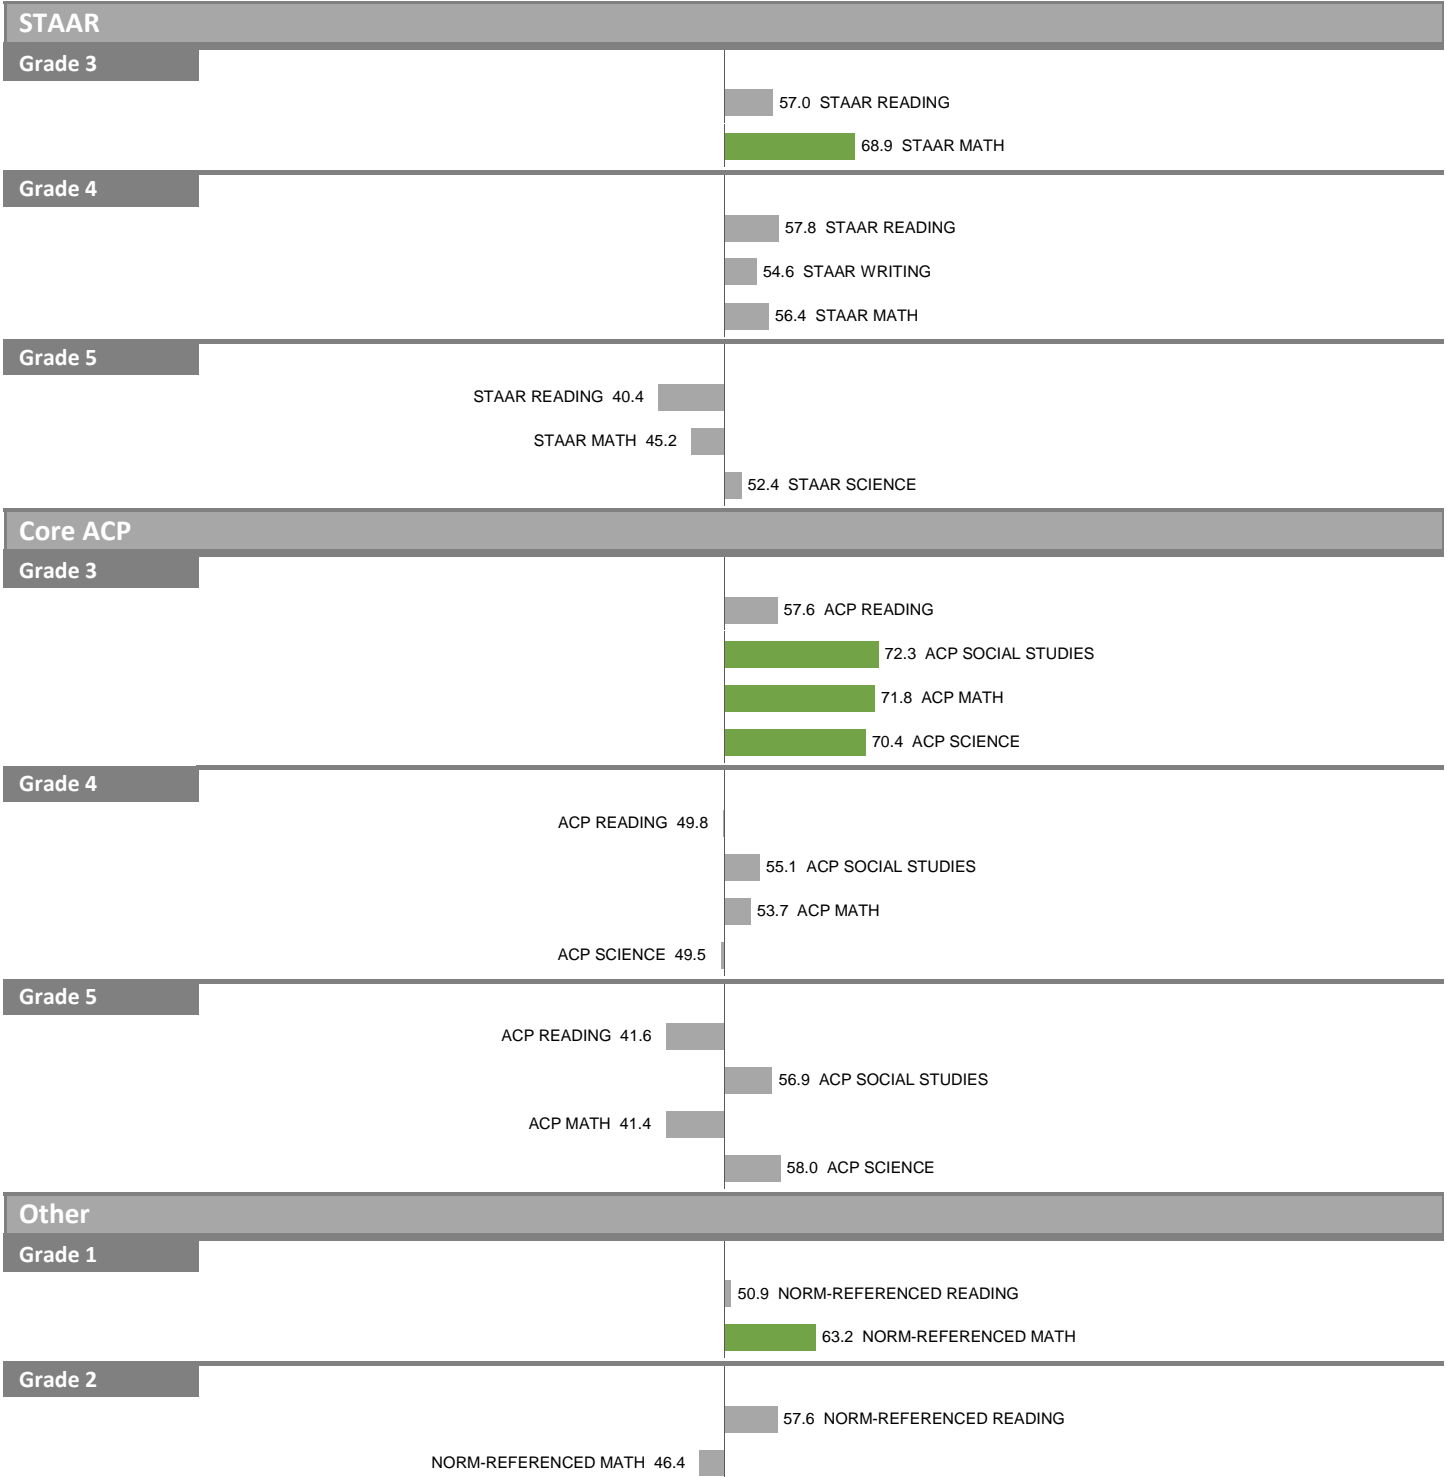 STAAR
Grade 3
57.0 STAAR READING
68.9 STAAR MATH
Grade 4
57.8 STAAR READING
54.6 STAAR WRITING
56.4 STAAR MATH
Grade 5
STAAR READING 40.4
STAAR MATH 45.2
52.4 STAAR SCIENCE
Core ACP
Grade 3
57.6 ACP READING
72.3 ACP SOCIAL STUDIES
71.8 ACP MATH
70.4 ACP SCIENCE
Grade 4
ACP READING 49.8
55.1 ACP SOCIAL STUDIES
53.7 ACP MATH
ACP SCIENCE 49.5
Grade 5
ACP READING 41.6
56.9 ACP SOCIAL STUDIES
ACP MATH 41.4
58.0 ACP SCIENCE
Other
Grade 1
50.9 NORM-REFERENCED READING
63.2 NORM-REFERENCED MATH
Grade 2
57.6 NORM-REFERENCED READING
NORM-REFERENCED MATH 46.4